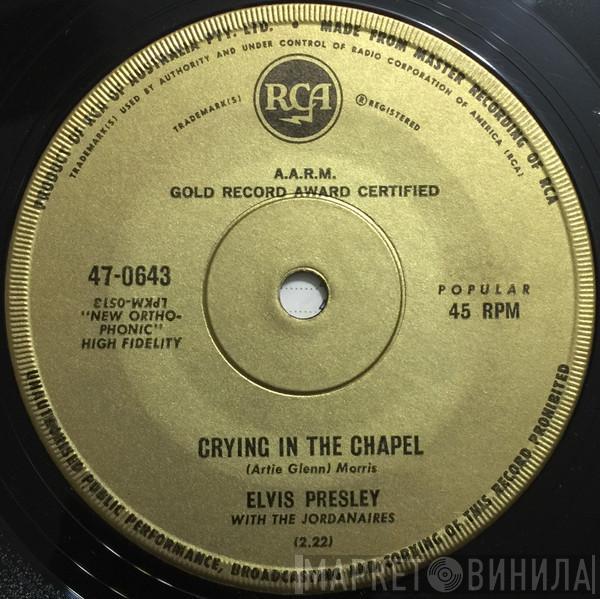 PRODUCT OF RCA OF AUSTRALIA PTY. LTD. • MADE FROM MASTER RECORDING OF RCA
TRADEMARK(S) USED BY AUTHORITY AND UNDER CONTROL OF RADIO CORPORATION OF AMERICA (RCA)
RCA
TRADEMARK(S)
® REGISTERED
A.A.R.M.
GOLD RECORD AWARD CERTIFIED
47-0643
LPKM-0513
"NEW ORTHO-
PHONIC"
HIGH FIDELITY
POPULAR
45 RPM
CRYING IN THE CHAPEL
(Artie Glenn) Morris
ELVIS PRESLEY
WITH THE JORDANAIRES
(2.22)
UNAUTHORISED PUBLIC PERFORMANCE, BROADCASTING AND COPYING OF THIS RECORD PROHIBITED
МАРКЕТ ВИНИЛА